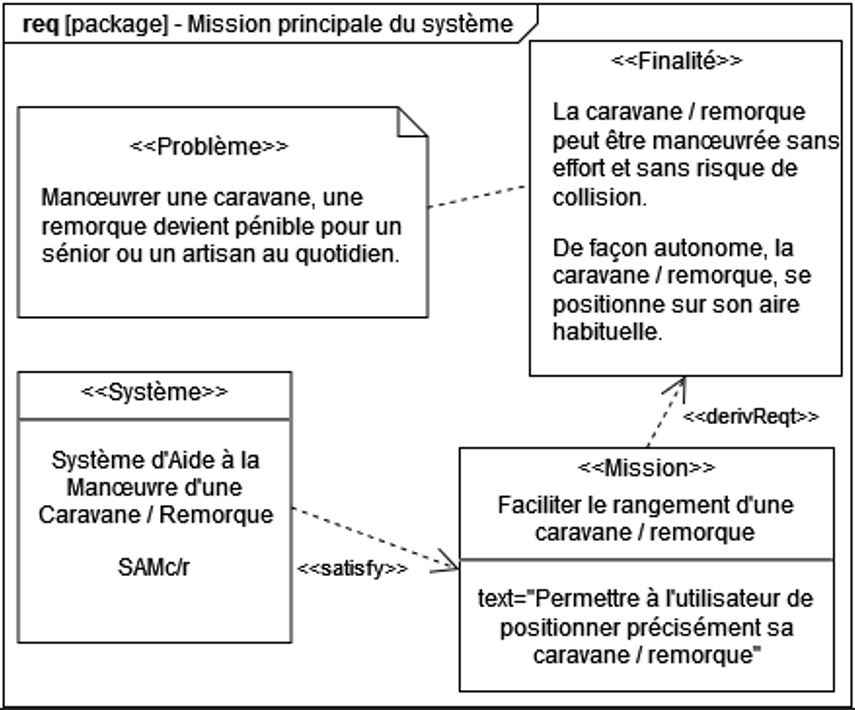 req [package] - Mission principale du système
<<Finalité>>
La caravane / remorque
peut être manœuvrée sans
effort et sans risque de
collision.
De façon autonome, la
caravane / remorque, se
positionne sur son aire
habituelle.
<<Problème>>
Manœuvrer une caravane, une
remorque devient pénible pour un
sénior ou un artisan au quotidien.
<<Système>>
Système d'Aide à la
Manœuvre d'une
Caravane / Remorque
SAMc/r
<<satisfy>>
<<derivReqt>>
<<Mission>>
Faciliter le rangement d'une
caravane / remorque
text="Permettre à l'utilisateur de
positionner précisément sa
caravane / remorque"